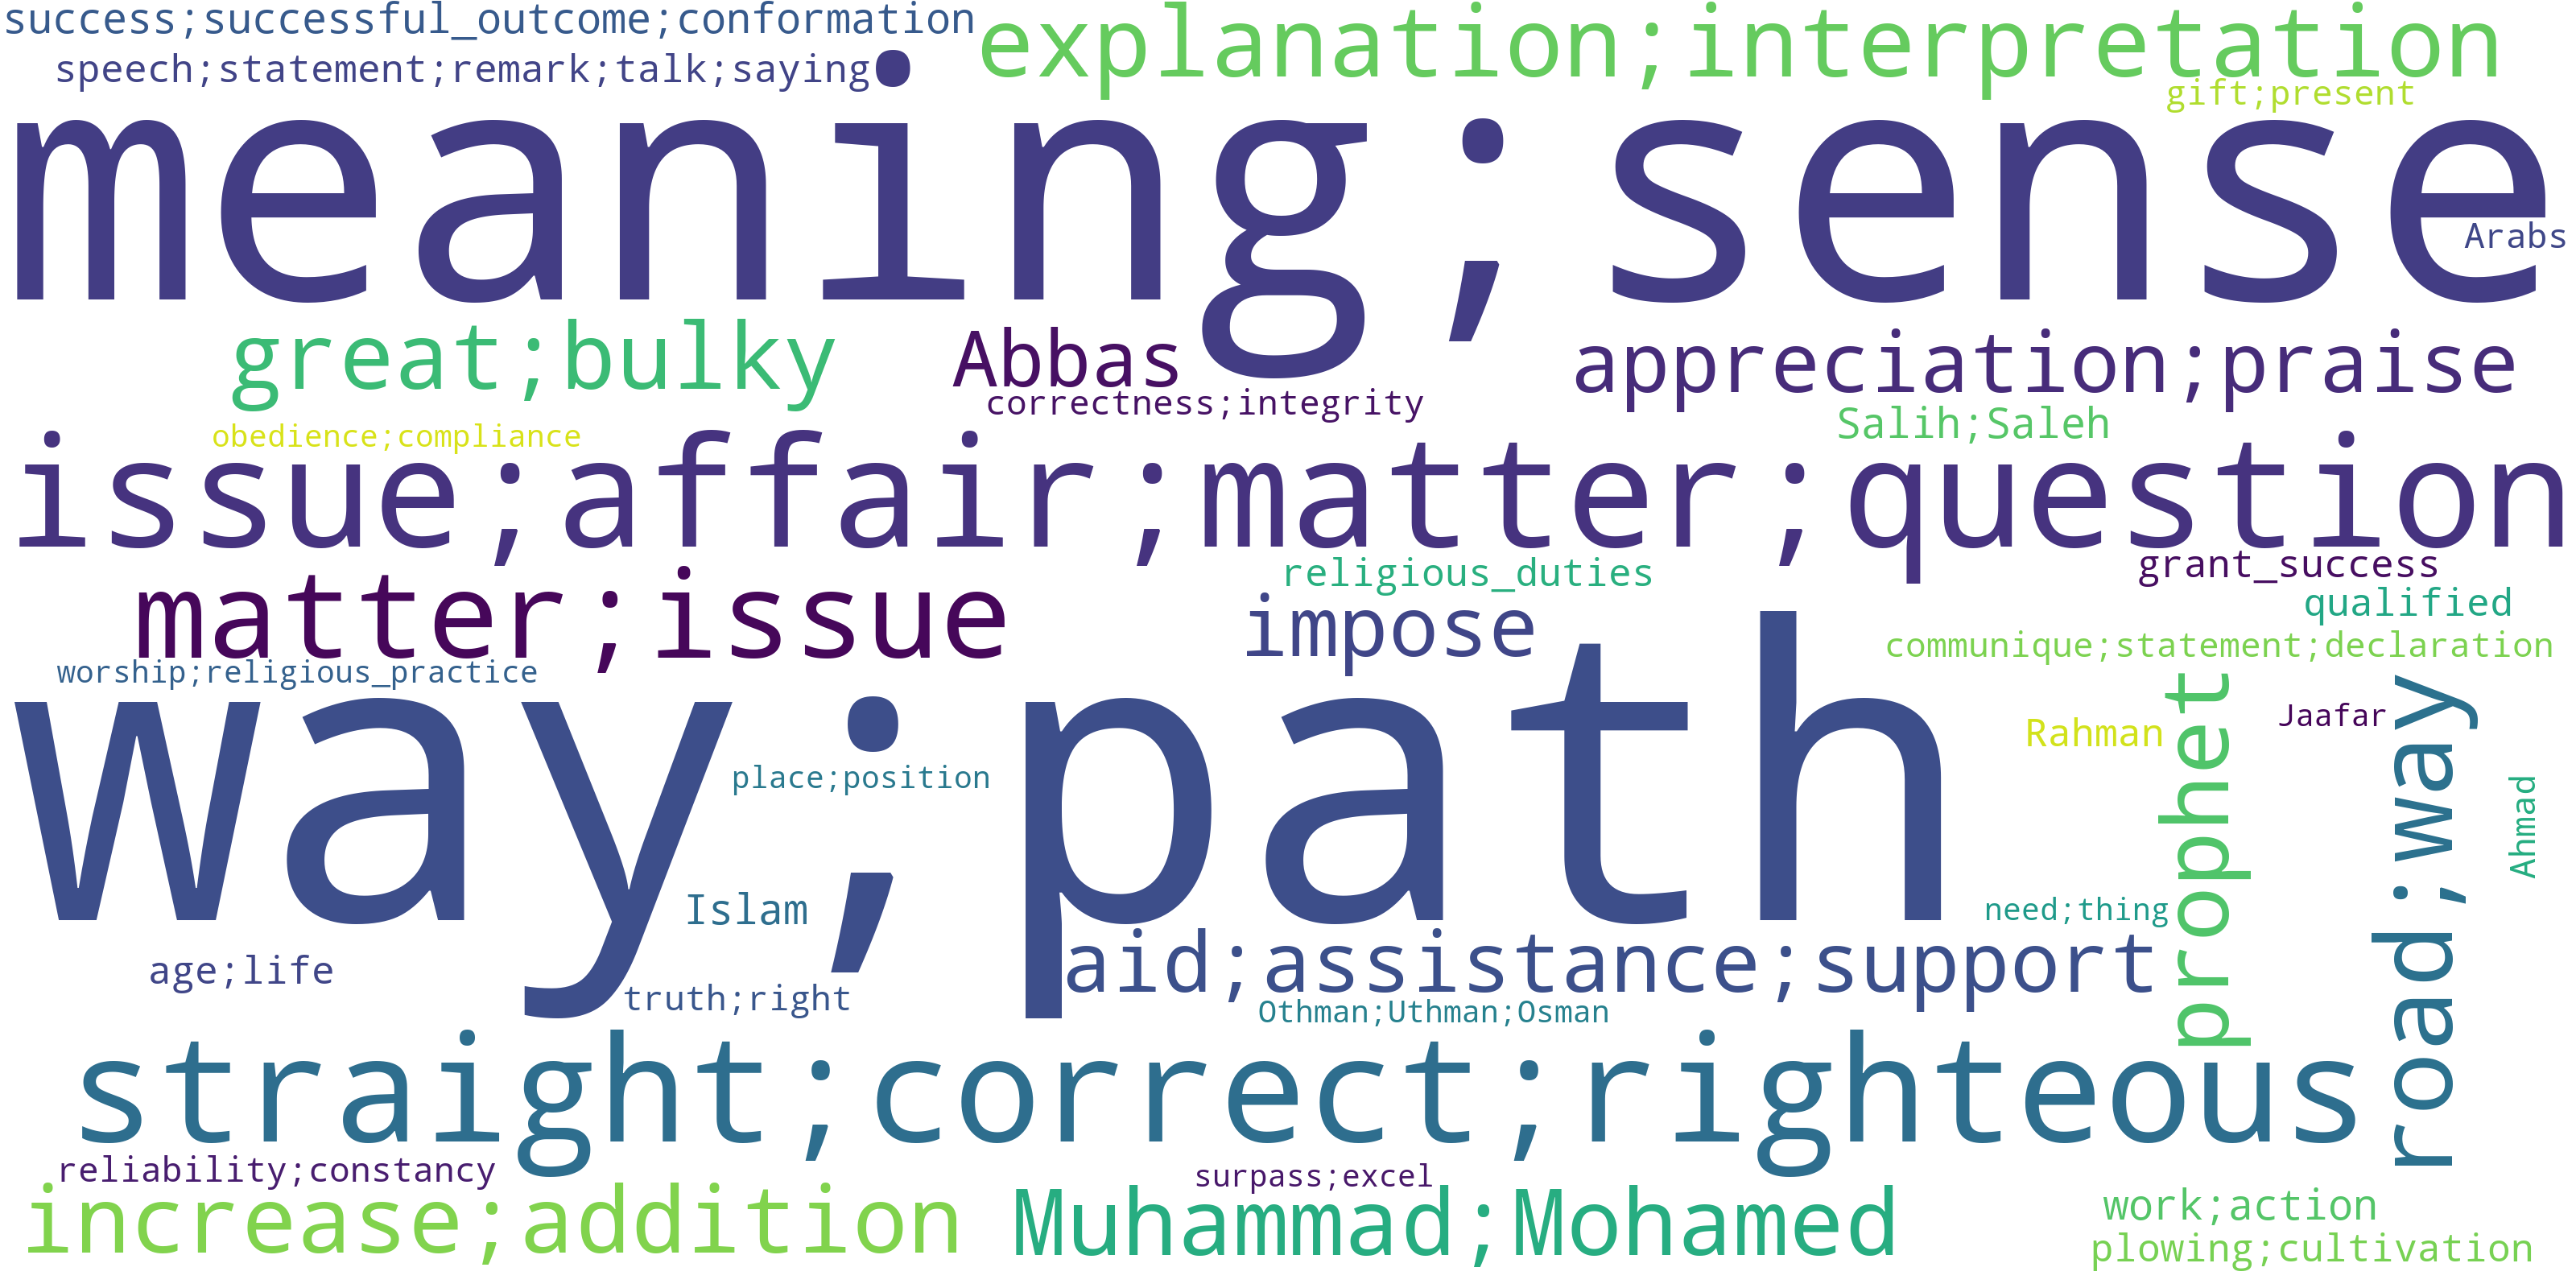 success;successful_outcome;conformation
explanation;interpretation
speech;statement;remark;talk;saying
gift;present
meaning;sense
Arabs
great;bulky
Abbas
appreciation;praise
correctness;integrity
Salih;Saleh
obedience;compliance
issue;affair;matter;question
matter;issue
religious_duties
grant_success
impose
qualified
communique;statement;declaration
worship;religious_practice
way;path
prophet
road;way
Jaafar
Rahman
place;position
Ahmad
Islam
need;thing
age;life
aid;assistance;support
truth;right
Othman;Uthman;Osman
straight;correct;righteous
reliability;constancy
surpass;excel
increase;addition
Muhammad;Mohamed
work;action
plowing;cultivation